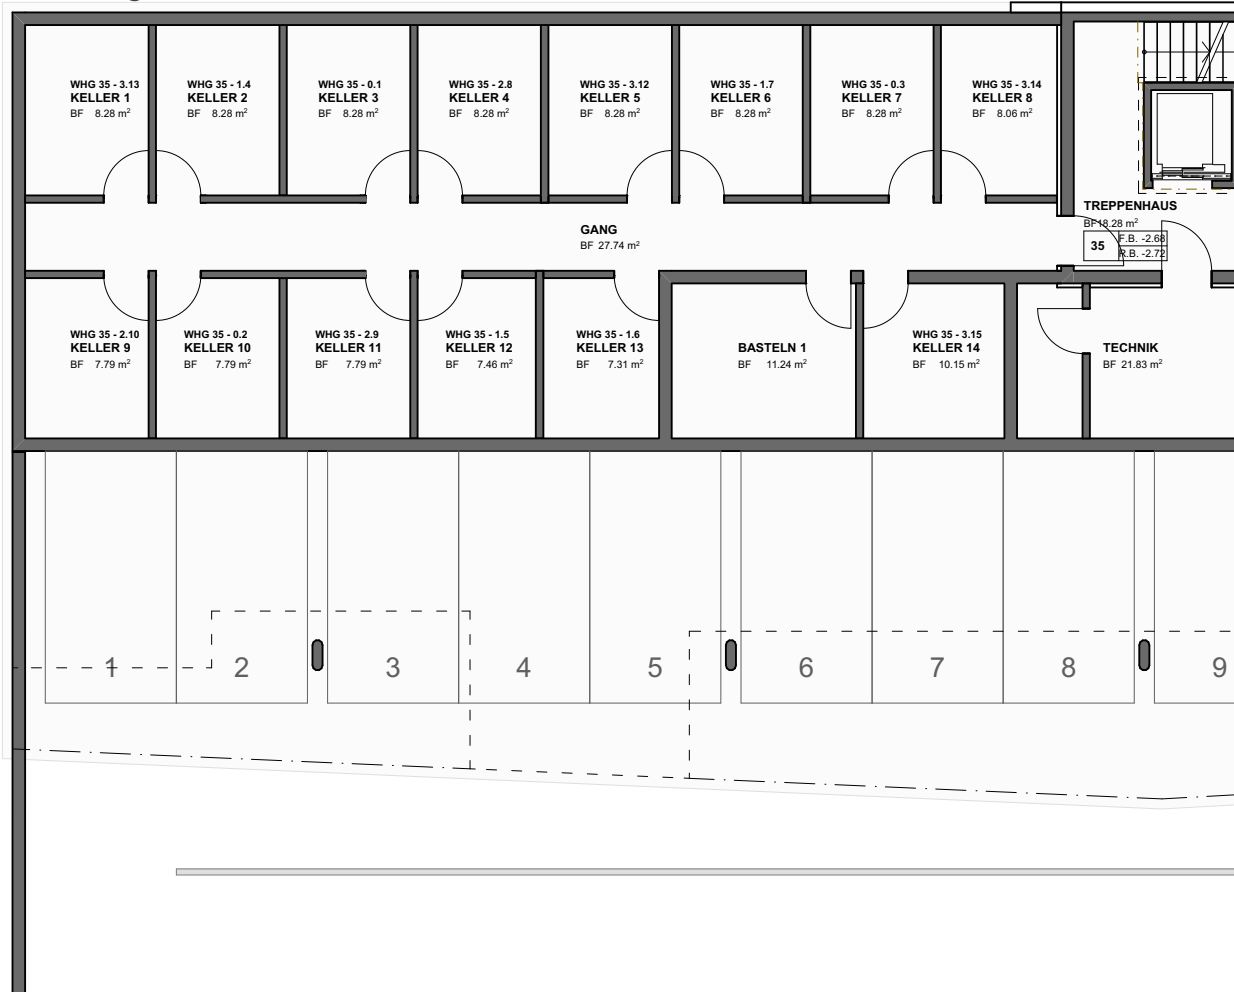 WHG 35 - 3.13
KELLER 1
BF 8.28 m²
WHG 35 - 1.4
KELLER 2
BF 8.28 m²
WHG 35 - 0.1
KELLER 3
BF 8.28 m²
WHG 35 - 2.8
KELLER 4
BF 8.28 m²
WHG 35 - 3.12
KELLER 5
BF 8.28 m²
WHG 35 - 1.7
KELLER 6
BF 8.28 m²
WHG 35 - 0.3
KELLER 7
BF 8.28 m²
WHG 35 - 3.14
KELLER 8
BF 8.06 m²
TREPPENHAUS
BF 18.28 m²
35
F.B. -2.68
R.B. -2.72
GANG
BF 27.74 m²
WHG 35 - 2.10
KELLER 9
BF 7.79 m²
WHG 35 - 0.2
KELLER 10
BF 7.79 m²
WHG 35 - 2.9
KELLER 11
BF 7.79 m²
WHG 35 - 1.5
KELLER 12
BF 7.46 m²
WHG 35 - 1.6
KELLER 13
BF 7.31 m²
BASTELN 1
BF 11.24 m²
WHG 35 - 3.15
KELLER 14
BF 10.15 m²
TECHNIK
BF 21.83 m²
1
2
3
4
5
6
7
8
9